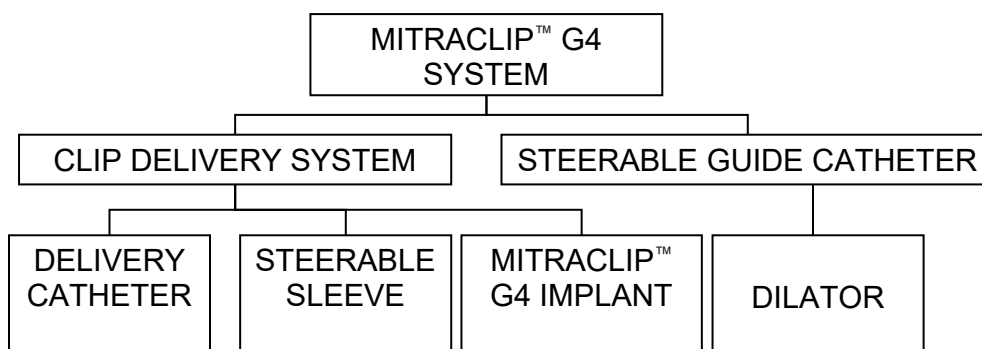 MITRACLIP™ G4
SYSTEM
CLIP DELIVERY SYSTEM
STEERABLE GUIDE CATHETER
DELIVERY
CATHETER
STEERABLE
SLEEVE
MITRACLIP™
G4 IMPLANT
DILATOR